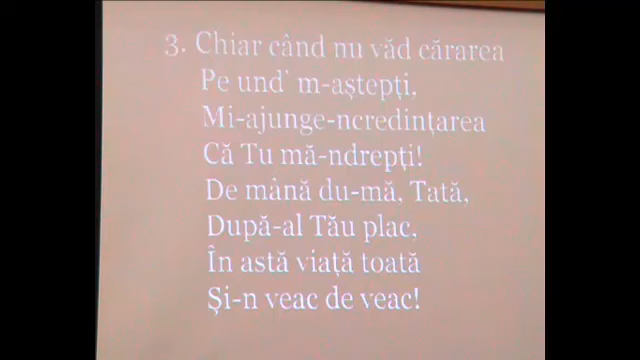 3. Chiar când nu văd cărarea
Pe und' m-aștepți,
Mi-ajunge-ncredințarea
Că Tu mă-ndrepți!
De mână du-mă, Tată,
După-al Tău plac,
În astă viață toată
Și-n veac de veac!